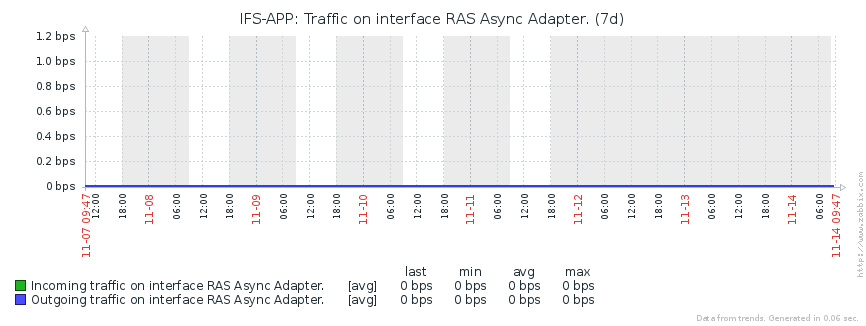 IFS-APP: Traffic on interface RAS Async Adapter. (7d)
1.2 bps
1.0 bps
0.8 bps
0.6 bps
0.4 bps
0.2 bps
0 bps
11-07 09:47 12:00 18:00 11-08 06:00 12:00 18:00 11-09 06:00 12:00 18:00 11-10 06:00 12:00 18:00 11-11 06:00 12:00 18:00 11-12 06:00 12:00 18:00 11-13 06:00 12:00 18:00 11-14 06:00 11-14 09:47
http://www.zabbix.com
last min avg max
Incoming traffic on interface RAS Async Adapter. [avg] 0 bps 0 bps 0 bps 0 bps
Outgoing traffic on interface RAS Async Adapter. [avg] 0 bps 0 bps 0 bps 0 bps
Data from trends. Generated in 0.06 sec.